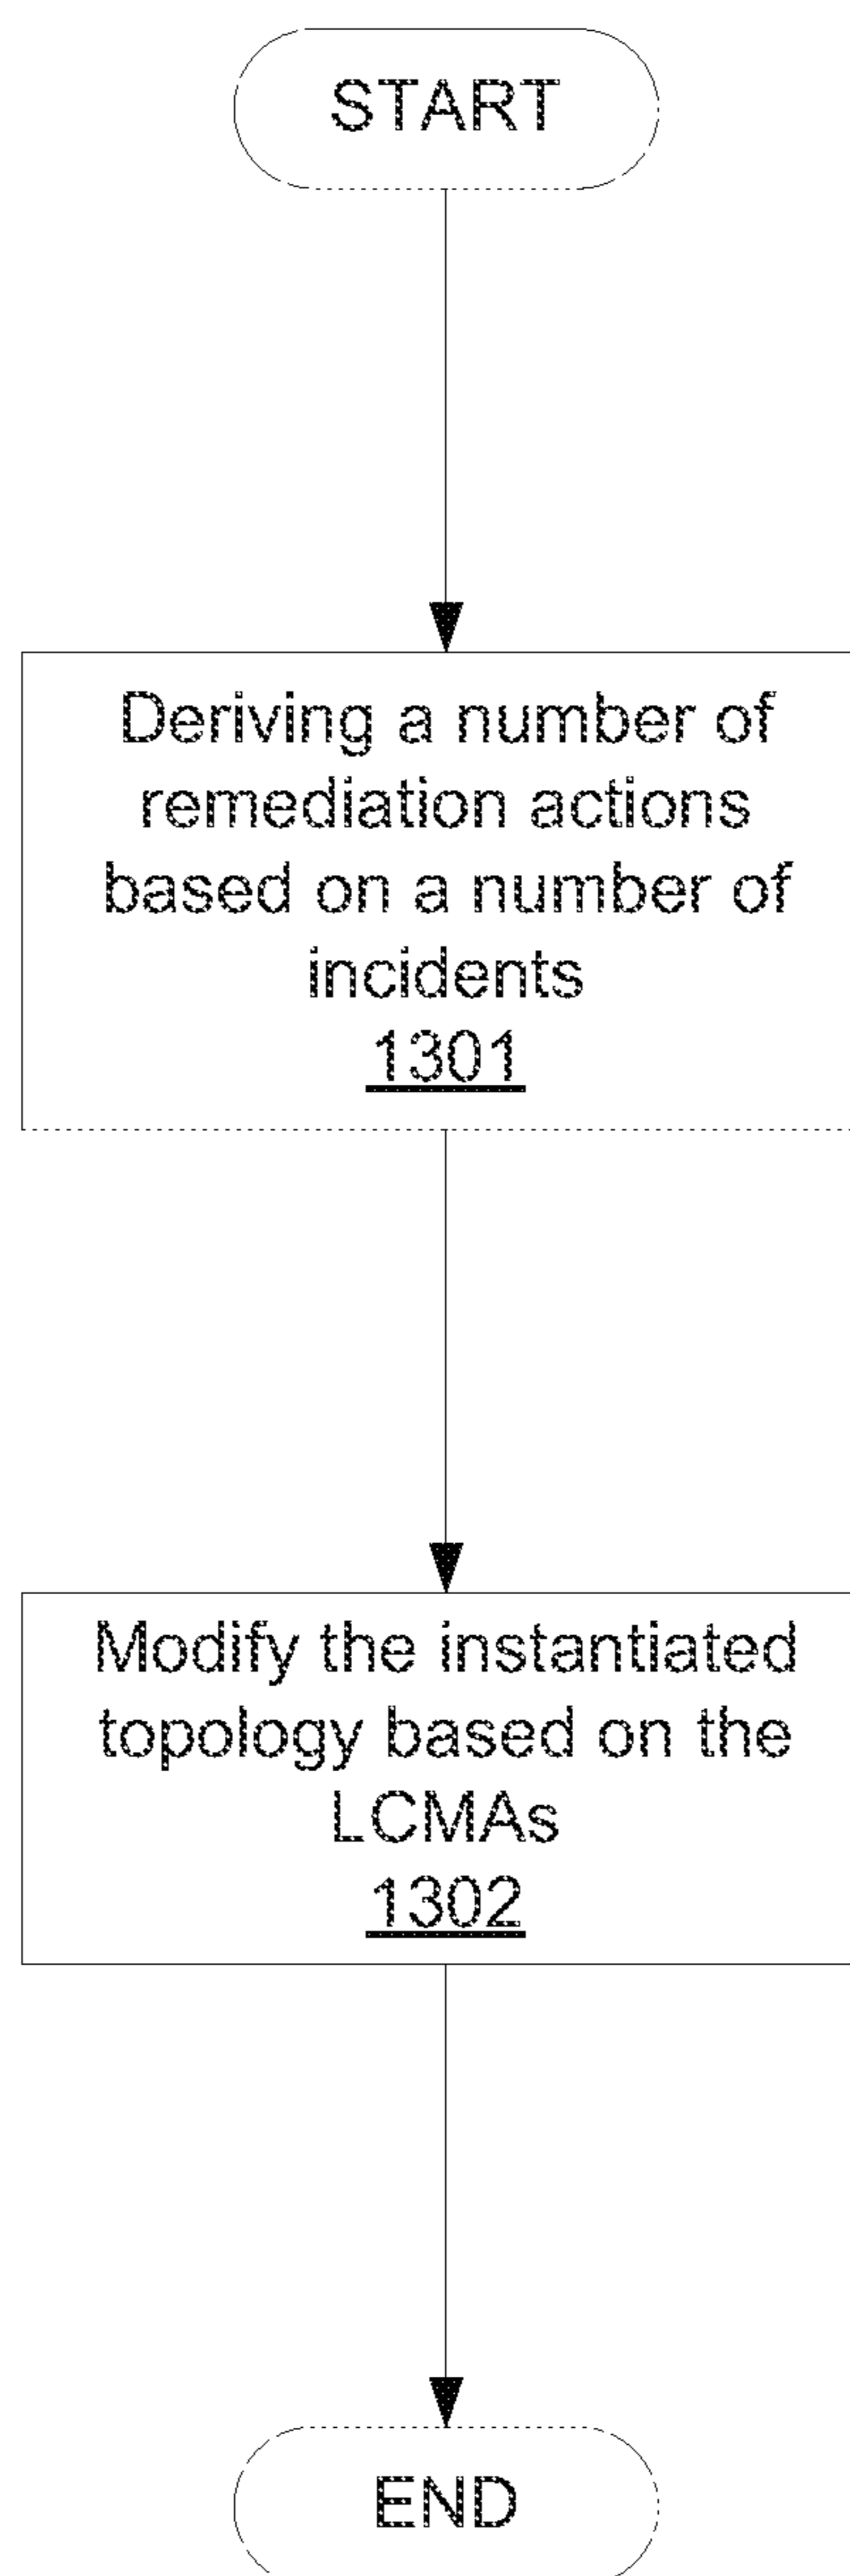 START
Deriving a number of
remediation actions
based on a number of
incidents
1301
Modify the instantiated
topology based on the
LCMAs
1302
END